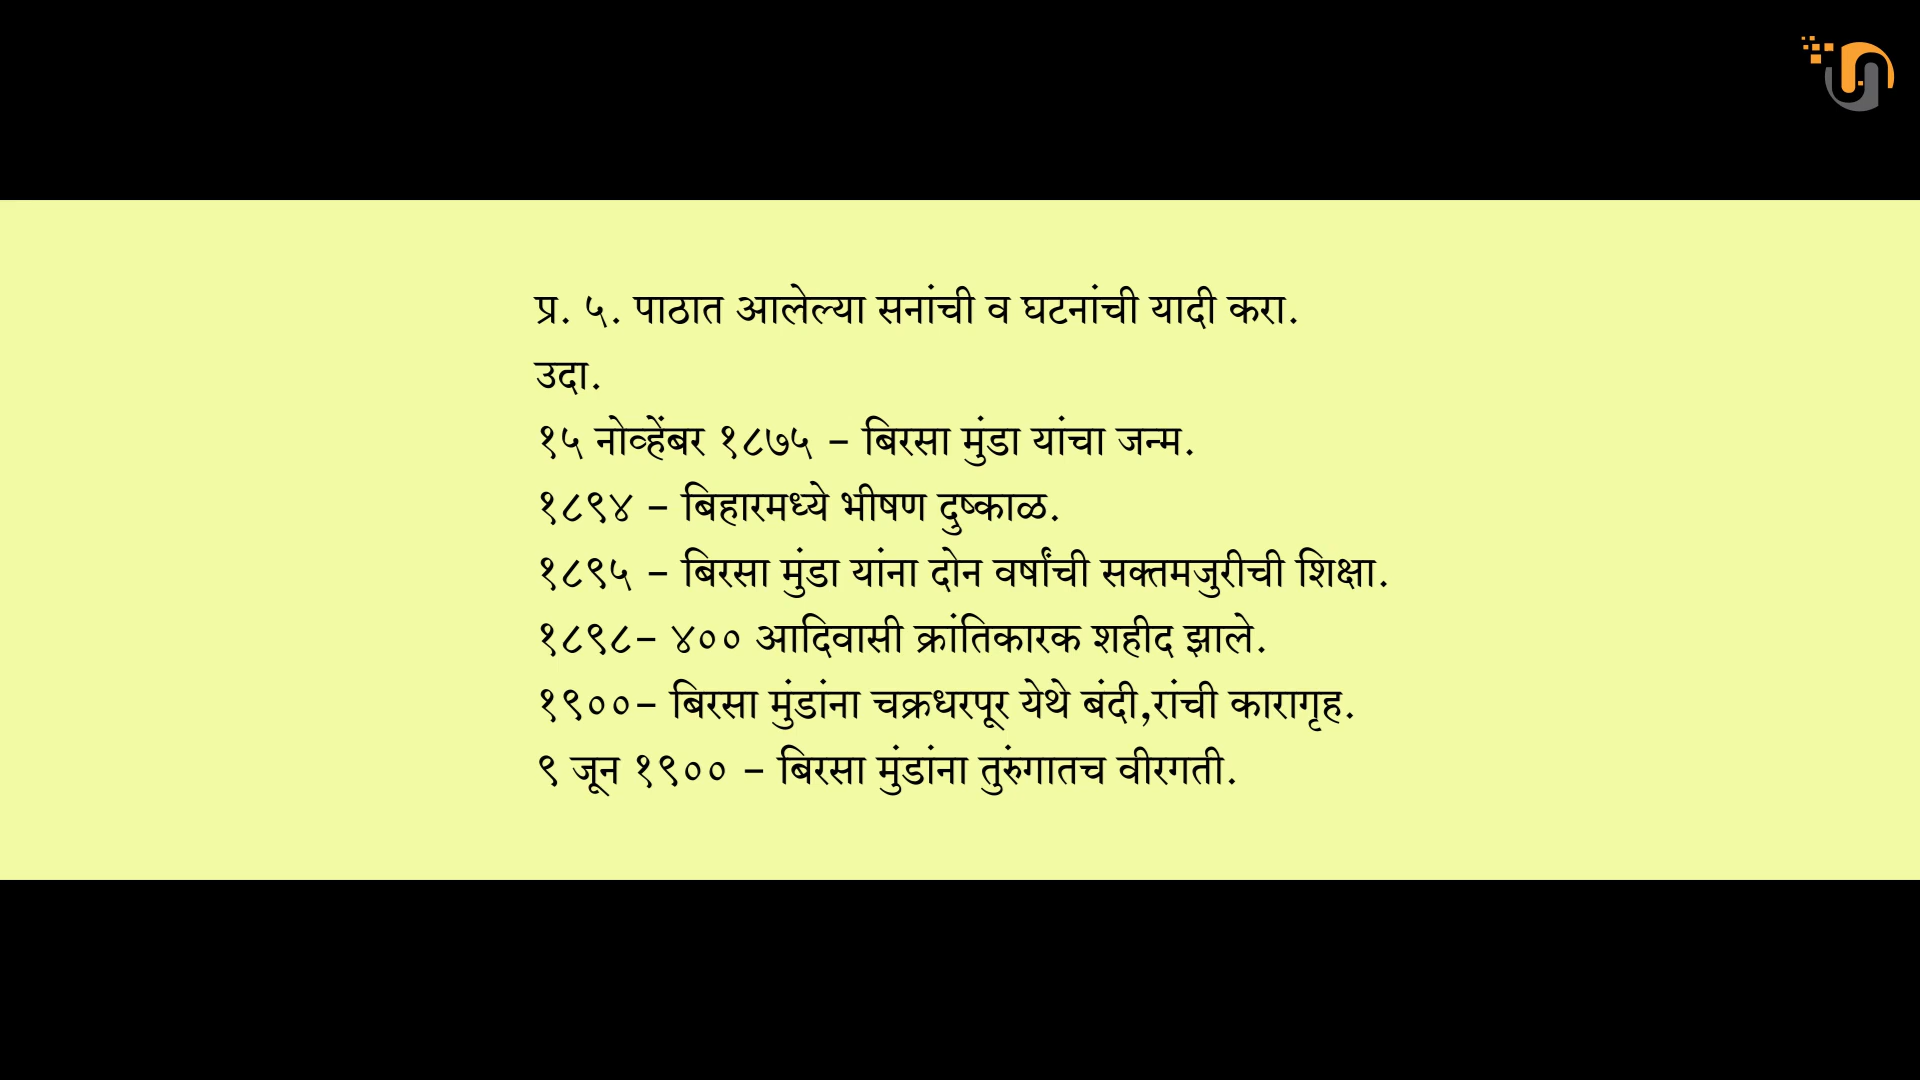 प्र. ५. पाठात आलेल्या सनांची व घटनांची यादी करा.
उदा.
१५ नोव्हेंबर १८७५ – बिरसा मुंडा यांचा जन्म.
१८९४ – बिहारमध्ये भीषण दुष्काळ.
१८९५ – बिरसा मुंडा यांना दोन वर्षांची सक्तमजुरीची शिक्षा.
१८९८– ४०० आदिवासी क्रांतिकारक शहीद झाले.
१९००– बिरसा मुंडांना चक्रधरपूर येथे बंदी,रांची कारागृह.
९ जून १९०० – बिरसा मुंडांना तुरुंगातच वीरगती.